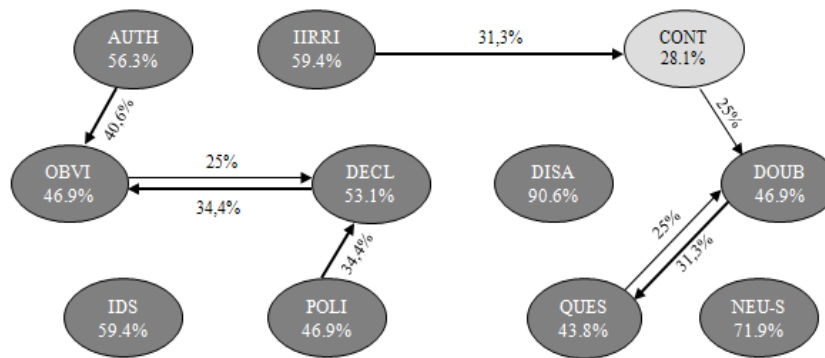 AUTH
56.3%
IIRRI
59.4%
31,3%
CONT
28.1%
40,6%
25%
OBVI
46.9%
25%
34,4%
DECL
53.1%
DISA
90.6%
DOUB
46.9%
34,4%
25%
31,3%
IDS
59.4%
POLI
46.9%
QUES
43.8%
NEU-S
71.9%